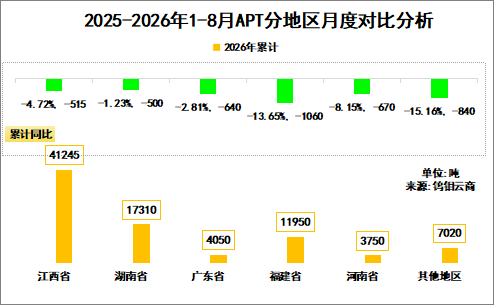 2025-2026年1-8月APT分地区月度对比分析
2026年累计
-4.72%, -515
-1.23%, -500
-2.81%, -640
-13.65%, -1060
-8.15%, -670
-15.16%, -840
累计同比
41245
17310
4050
11950
3750
7020
单位:吨
来源:钨钼云商
江西省
湖南省
广东省
福建省
河南省
其他地区